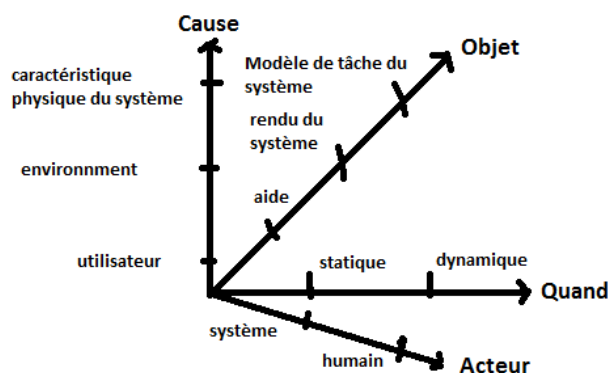 Cause
Objet
Modèle de tâche du
système
caractéristique
physique du système
rendu du
système
environnment
aide
utilisateur
statique
dynamique
Quand
système
humain
Acteur